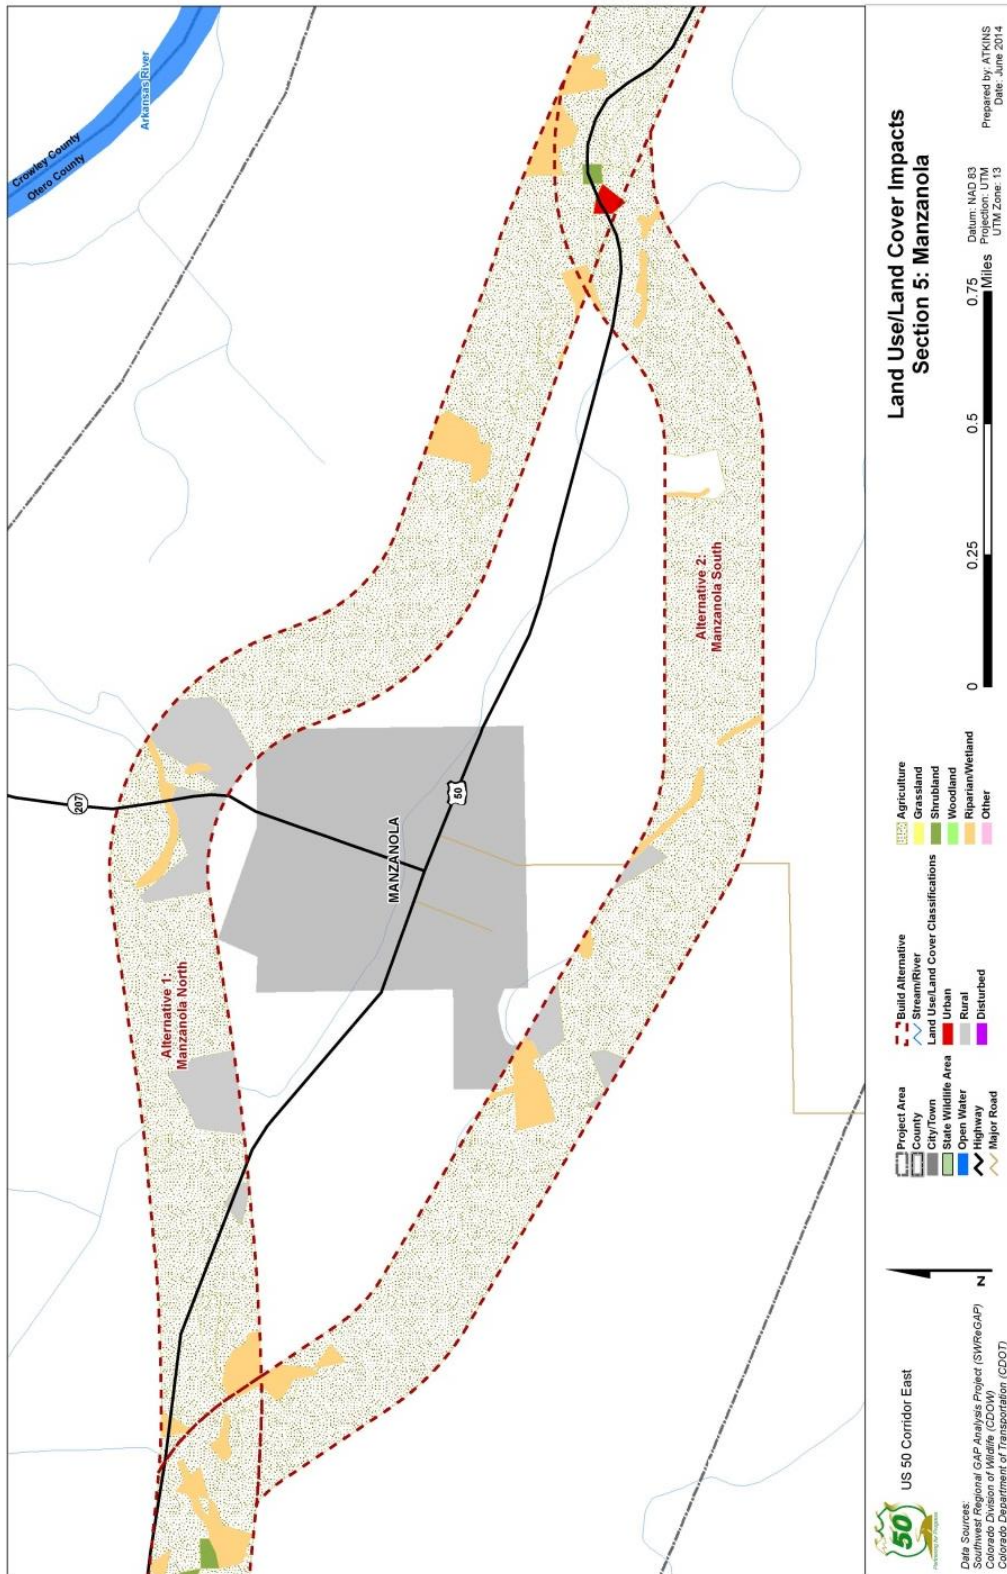 Crowley County
Otero County
Arkansas River
207
Alternative 1:
Manzanola North
MANZANOLA
50
Alternative 2:
Manzanola South
50
Partnering for Progress
US 50 Corridor East
Data Sources:
Southwest Regional GAP Analysis Project (SWReGAP)
Colorado Division of Wildlife (CDOW)
Colorado Department of Transportation (CDOT)
N
Project Area
County
City/Town
State Wildlife Area
Open Water
Highway
Major Road
Build Alternative
Stream/River
Land Use/Land Cover Classifications
Urban
Rural
Disturbed
Agriculture
Grassland
Shrubland
Woodland
Riparian/Wetland
Other
Land Use/Land Cover Impacts
Section 5: Manzanola
0 0.25 0.5 0.75
Miles
Datum: NAD 83
Projection: UTM
UTM Zone: 13
Prepared by: ATKINS
Date: June 2014